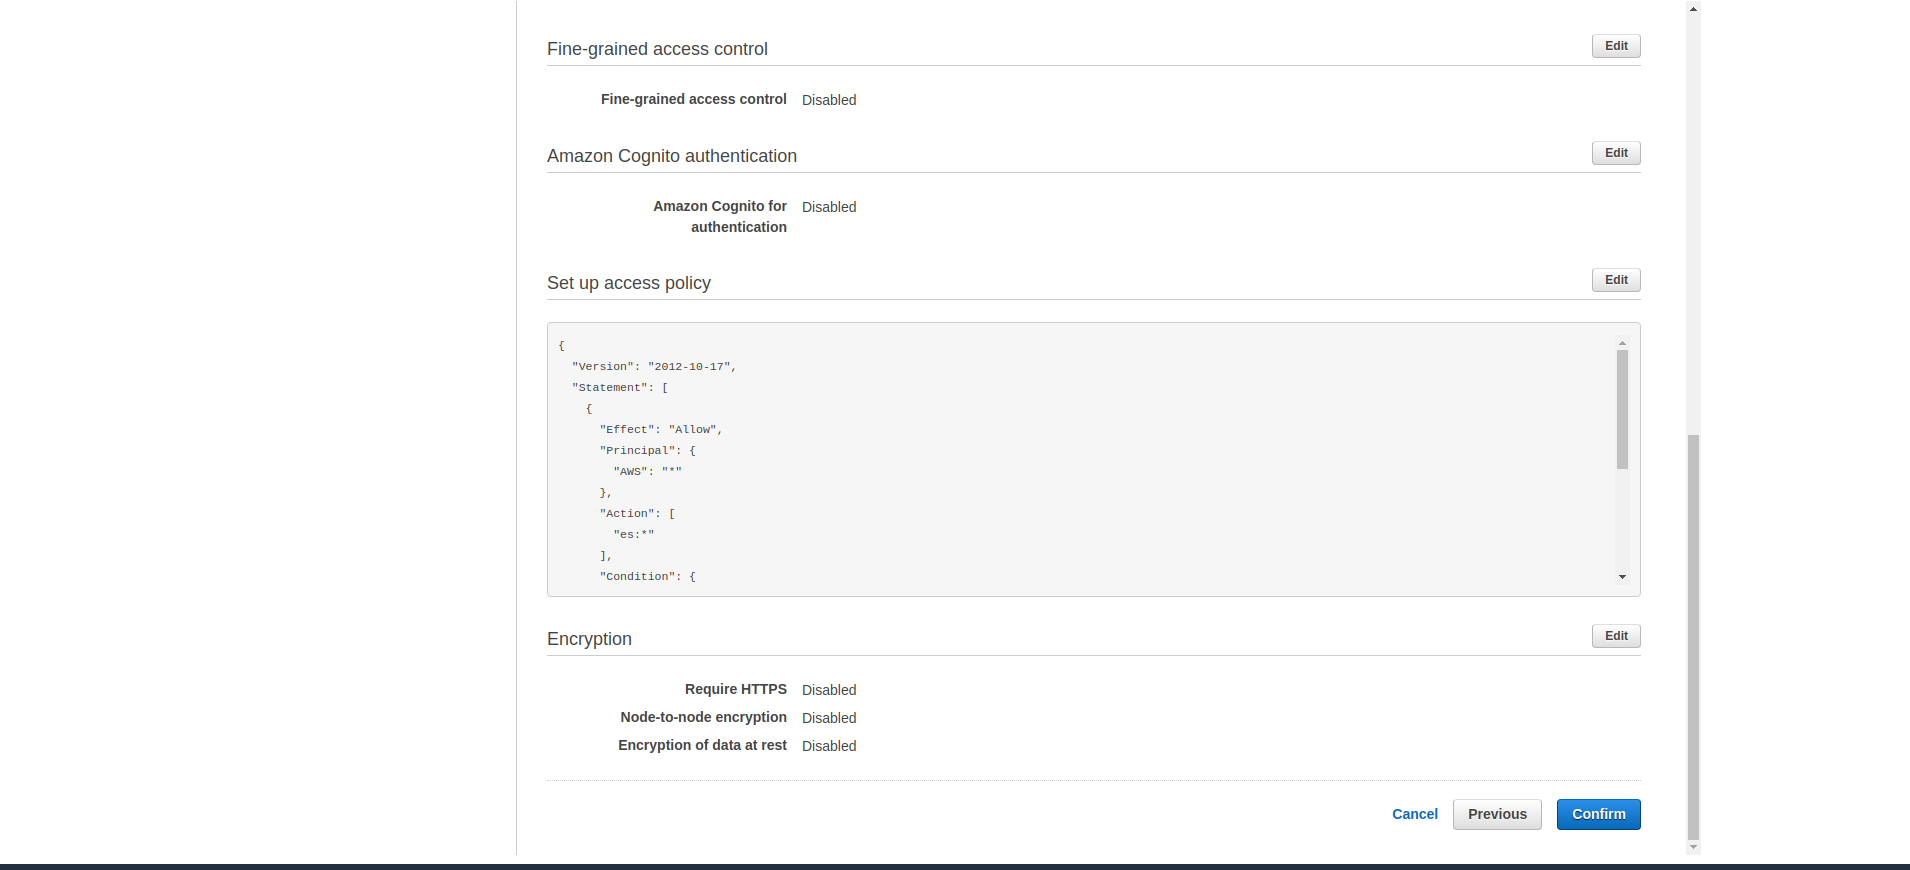 Fine-grained access control
Edit
Fine-grained access control Disabled
Amazon Cognito authentication
Edit
Amazon Cognito for authentication Disabled
Set up access policy
Edit
{
  "Version": "2012-10-17",
  "Statement": [
    {
      "Effect": "Allow",
      "Principal": {
        "AWS": "*"
      },
      "Action": [
        "es:*"
      ],
      "Condition": {
Encryption
Edit
Require HTTPS Disabled
Node-to-node encryption Disabled
Encryption of data at rest Disabled
Cancel Previous Confirm